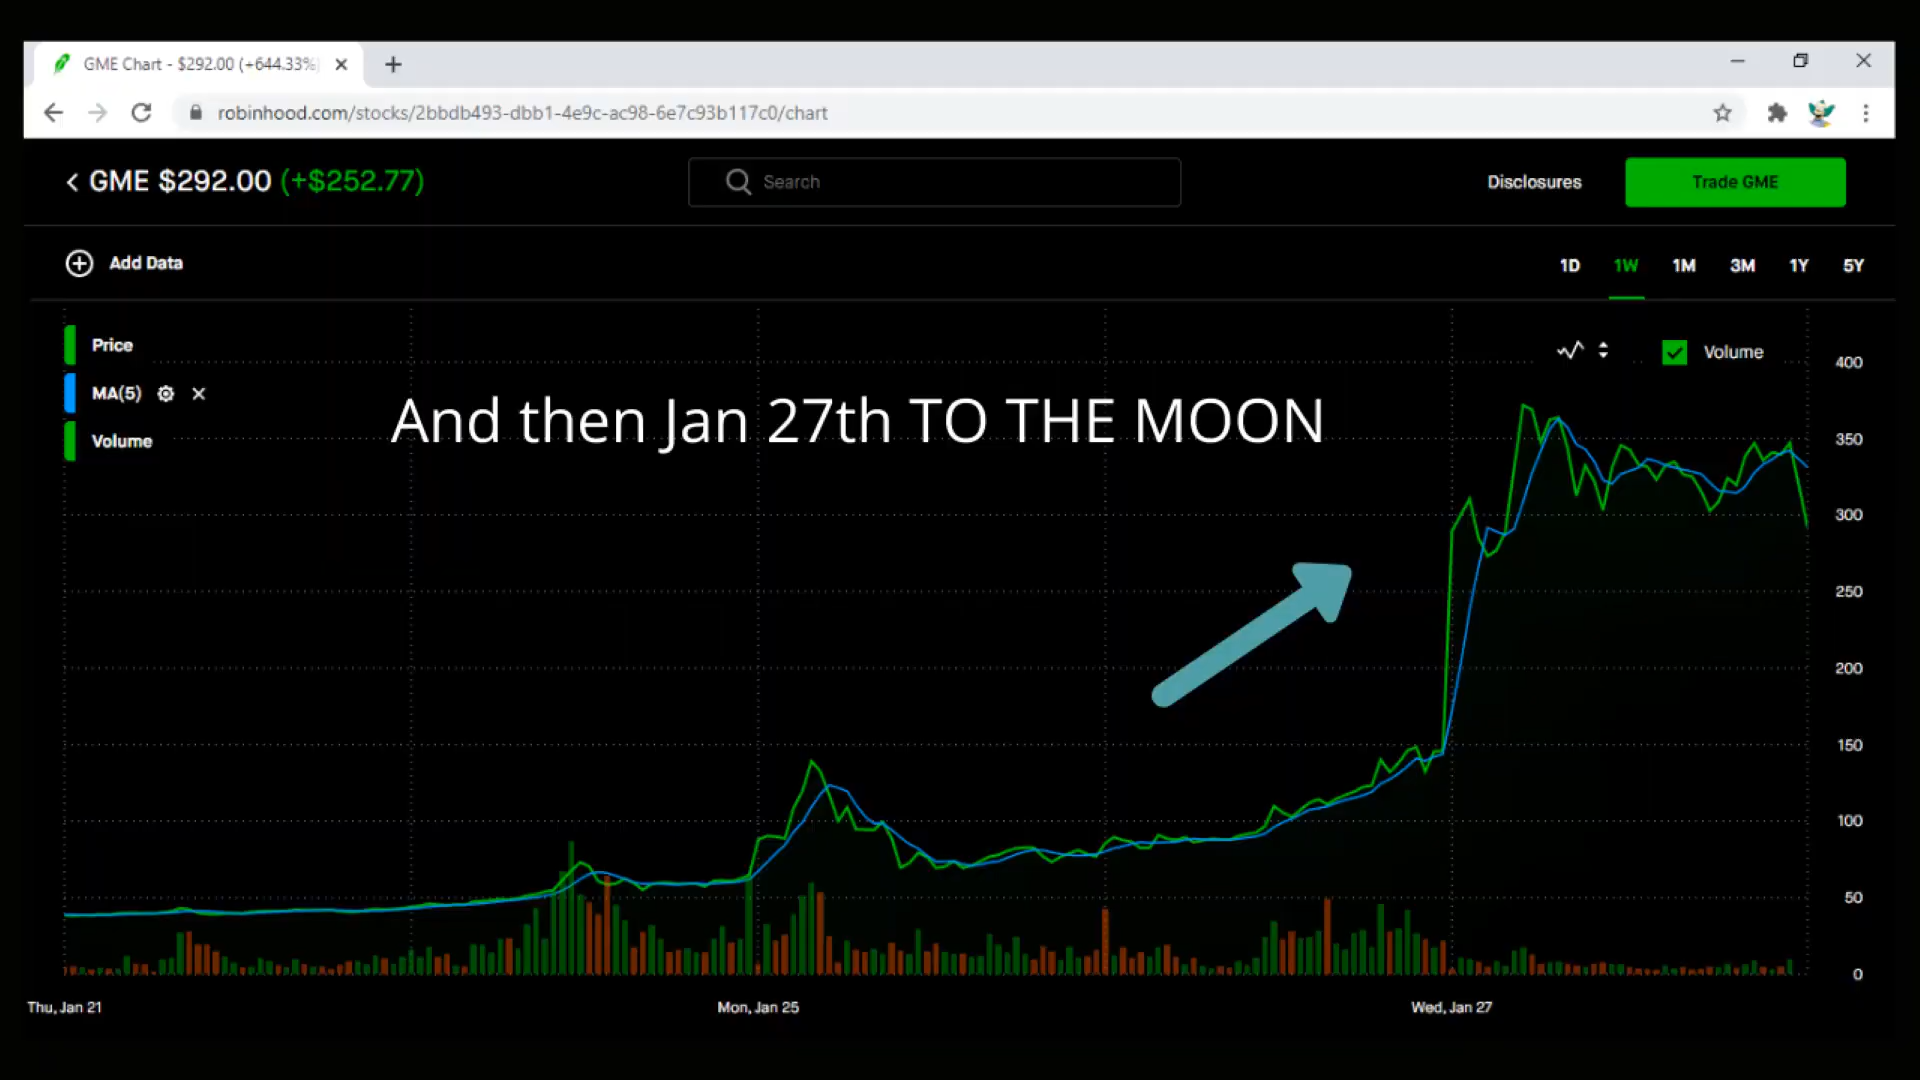 GME Chart - $292.00 (+644.33%)
robinhood.com/stocks/2bbdb493-dbb1-4e9c-ac98-6e7c93b117c0/chart
GME $292.00 (+$252.77)
Search
Disclosures
Trade GME
Add Data
1D 1W 1M 3M 1Y 5Y
Price
Volume
400
MA(5)
And then Jan 27th TO THE MOON
Volume
350
300
250
200
150
100
50
0
Thu, Jan 21
Mon, Jan 25
Wed, Jan 27